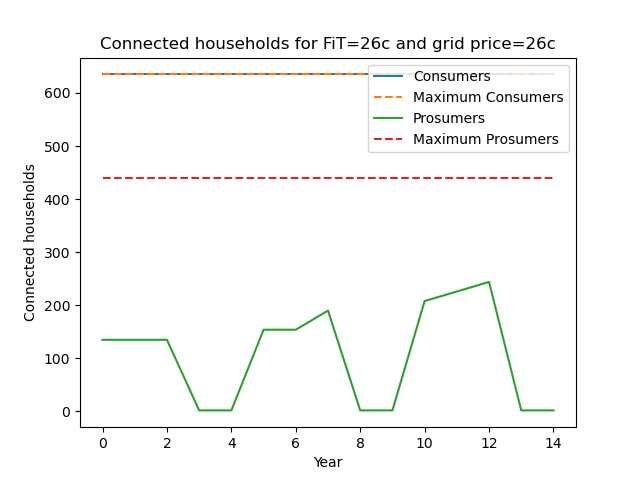 Connected households for FiT=26c and grid price=26c
Consumers
Maximum Consumers
Prosumers
Maximum Prosumers
Connected households
600
500
400
300
200
100
0
0 2 4 6 8 10 12 14
Year